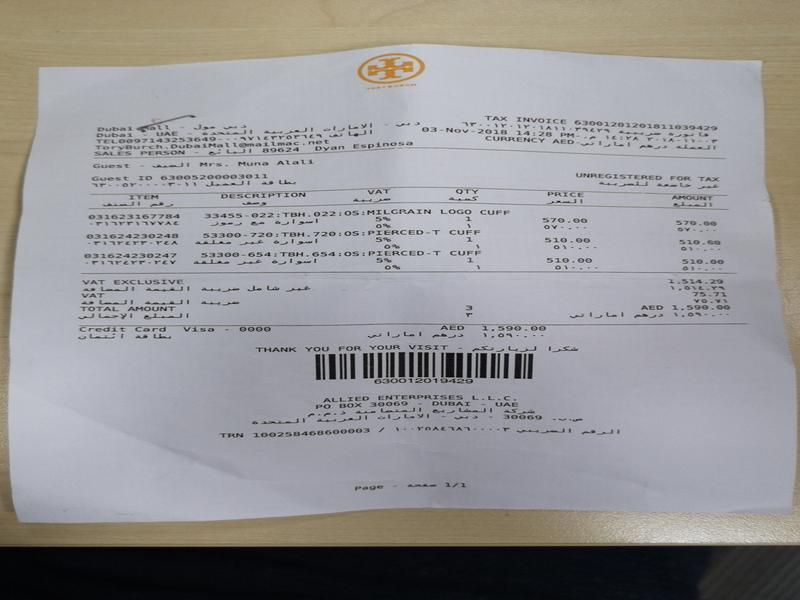 TORY BURCH
Dubai Mall - دبي مول
Dubai - UAE - دبي - الامارات العربية المتحدة
TEL0097143253649 - ٠٠٩٧١٤٣٢٥٣٦٤٩ الهاتف
ToryBurch.DubaiMall@mailmac.net
SALES PERSON - البائع - 89624 Dyan Espinosa
TAX INVOICE 63001201201811039429
فاتورة ضريبية ٦٣٠٠١٢٠١٢٠١٨١١٠٣٩٤٢٩
03-Nov-2018 14:28 PM
CURRENCY AED العملة درهم اماراتي
Guest - الضيف - Mrs. Muna Alali
Guest ID 63005200003011
بطاقة العميل ٦٣٠٠٥٢٠٠٠٠٣٠١١
UNREGISTERED FOR TAX
غير خاضعة للضريبة
ITEM DESCRIPTION VAT QTY PRICE AMOUNT
رقم الصنف وصف ضريبة كمية السعر المبلغ
031623167784 33455-022:TBH.022:OS:MILGRAIN LOGO CUFF
5% 1 570.00 570.00
٠٣١٦٢٣١٦٧٧٨٤ اسوارة مع رموز ٥% ١ ٥٧٠.٠٠ ٥٧٠.٠٠
031624230248 53300-720:TBH.720:OS:PIERCED-T CUFF
5% 1 510.00 510.00
٠٣١٦٢٤٢٣٠٢٤٨ اسوارة غير مغلقة ٥% ١ ٥١٠.٠٠ ٥١٠.٠٠
031624230247 53300-654:TBH.654:OS:PIERCED-T CUFF
5% 1 510.00 510.00
٠٣١٦٢٤٢٣٠٢٤٧ اسوارة غير مغلقة ٥% ١ ٥١٠.٠٠ ٥١٠.٠٠
VAT EXCLUSIVE 1,514.29
غير شامل ضريبة القيمة المضافة ١,٥١٤.٢٩
VAT 75.71
ضريبة القيمة المضافة ٧٥.٧١
TOTAL AMOUNT 3 AED 1,590.00
المبلغ الإجمالي ٣ ١,٥٩٠.٠٠ درهم اماراتي
Credit Card Visa - 0000 AED 1,590.00
بطاقة ائتمان ١,٥٩٠.٠٠ درهم اماراتي
THANK YOU FOR YOUR VISIT - شكرا لزيارتكم
630012019429
ALLIED ENTERPRISES L.L.C.
PO BOX 30069 - DUBAI - UAE
شركة المشاريع المتضامنة ذ.م.م
ص.ب. 30069 - دبي - الامارات العربية المتحدة
TRN 100258468600003 / ١٠٠٢٥٨٤٦٨٦٠٠٠٠٣ الرقم الضريبي
Page - صفحة - 1/1